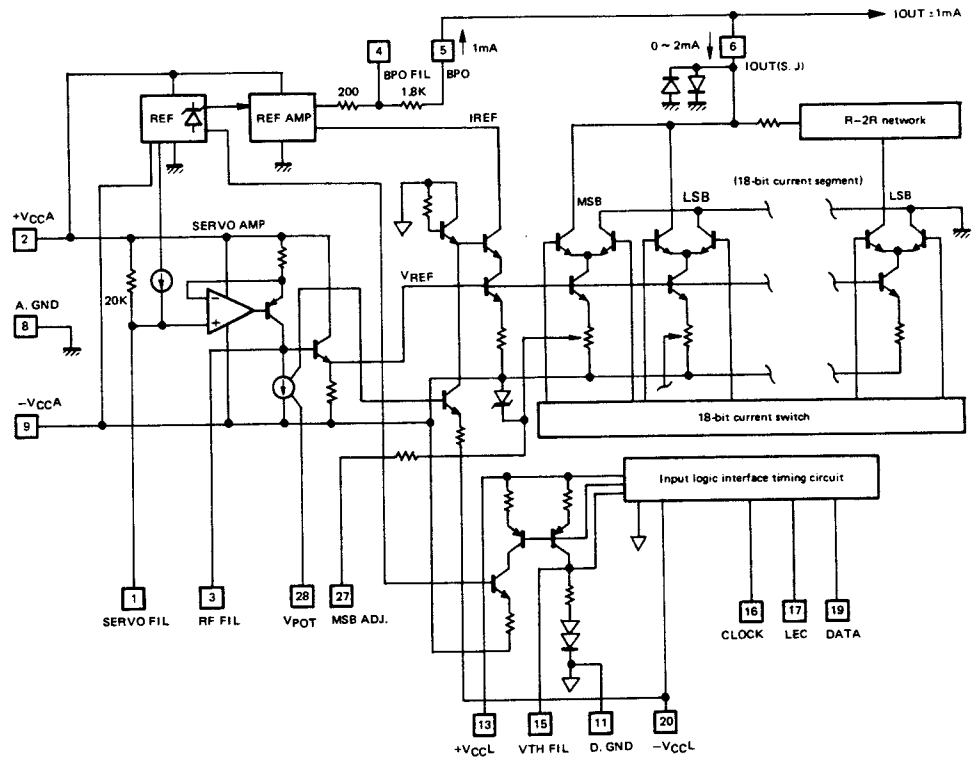 IOUT ±1mA
4
5
1mA
0 ~ 2mA
6
BPO FIL
BPO
IOUT(S. J)
200
1.8K
REF
REF AMP
R-2R network
IREF
(18-bit current segment)
MSB
LSB
LSB
+VCCA
2
SERVO AMP
VREF
20K
A. GND
8
-
+
-VCCA
9
18-bit current switch
Input logic interface timing circuit
1
3
28
27
16
17
19
SERVO FIL
RF FIL
VPOT
MSB ADJ.
CLOCK
LEC
DATA
13
15
11
20
+VCCL
VTH FIL
D. GND
-VCCL